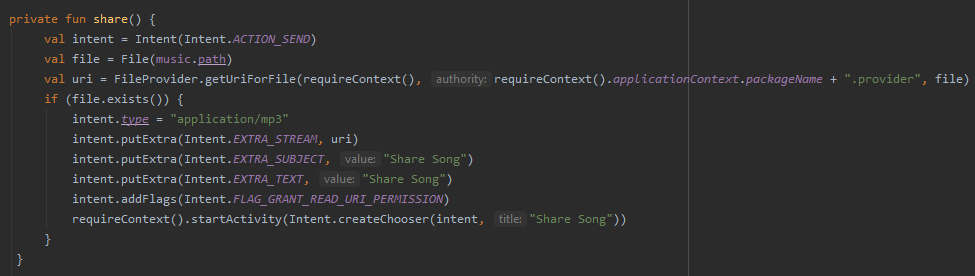 private fun share() {
val intent = Intent(Intent.ACTION_SEND)
val file = File(music.path)
val uri = FileProvider.getUriForFile(requireContext(), authority: requireContext().applicationContext.packageName + ".provider", file)
if (file.exists()) {
intent.type = "application/mp3"
intent.putExtra(Intent.EXTRA_STREAM, uri)
intent.putExtra(Intent.EXTRA_SUBJECT, value: "Share Song")
intent.putExtra(Intent.EXTRA_TEXT, value: "Share Song")
intent.addFlags(Intent.FLAG_GRANT_READ_URI_PERMISSION)
requireContext().startActivity(Intent.createChooser(intent, title: "Share Song"))
}
}